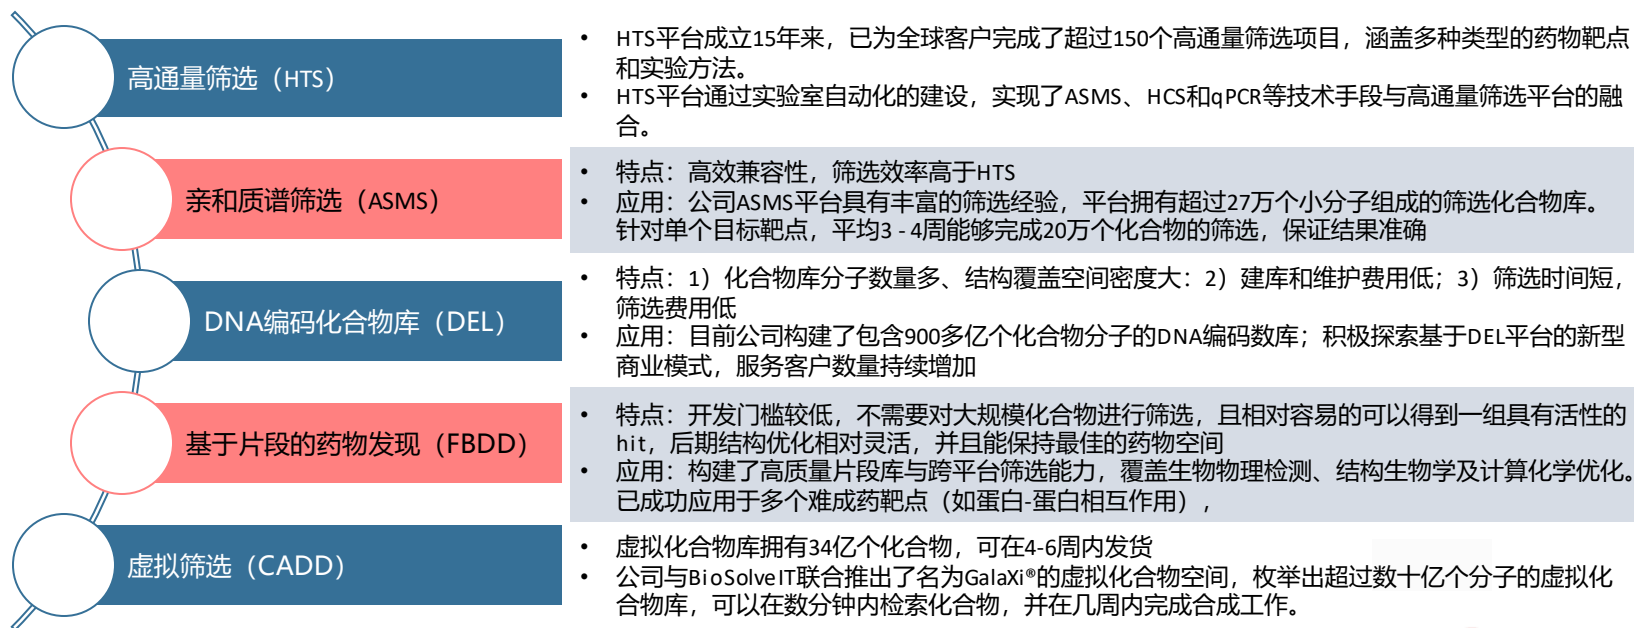 高通量筛选（HTS）
• HTS平台成立15年来，已为全球客户完成了超过150个高通量筛选项目，涵盖多种类型的药物靶点
和实验方法。
• HTS平台通过实验室自动化的建设，实现了ASMS、HCS和qPCR等技术手段与高通量筛选平台的融
合。
亲和质谱筛选（ASMS）
• 特点：高效兼容性，筛选效率高于HTS
• 应用：公司ASMS平台具有丰富的筛选经验，平台拥有超过27万个小分子组成的筛选化合物库。
针对单个目标靶点，平均3 - 4周能够完成20万个化合物的筛选，保证结果准确
DNA编码化合物库（DEL）
• 特点：1）化合物库分子数量多、结构覆盖空间密度大：2）建库和维护费用低；3）筛选时间短，
筛选费用低
• 应用：目前公司构建了包含900多亿个化合物分子的DNA编码数库；积极探索基于DEL平台的新型
商业模式，服务客户数量持续增加
基于片段的药物发现（FBDD）
• 特点：开发门槛较低，不需要对大规模化合物进行筛选，且相对容易的可以得到一组具有活性的
hit，后期结构优化相对灵活，并且能保持最佳的药物空间
• 应用：构建了高质量片段库与跨平台筛选能力，覆盖生物物理检测、结构生物学及计算化学优化。
已成功应用于多个难成药靶点（如蛋白-蛋白相互作用），
虚拟筛选（CADD）
• 虚拟化合物库拥有34亿个化合物，可在4-6周内发货
• 公司与BioSolveIT联合推出了名为GalaXi®的虚拟化合物空间，枚举出超过数十亿个分子的虚拟化
合物库，可以在数分钟内检索化合物，并在几周内完成合成工作。